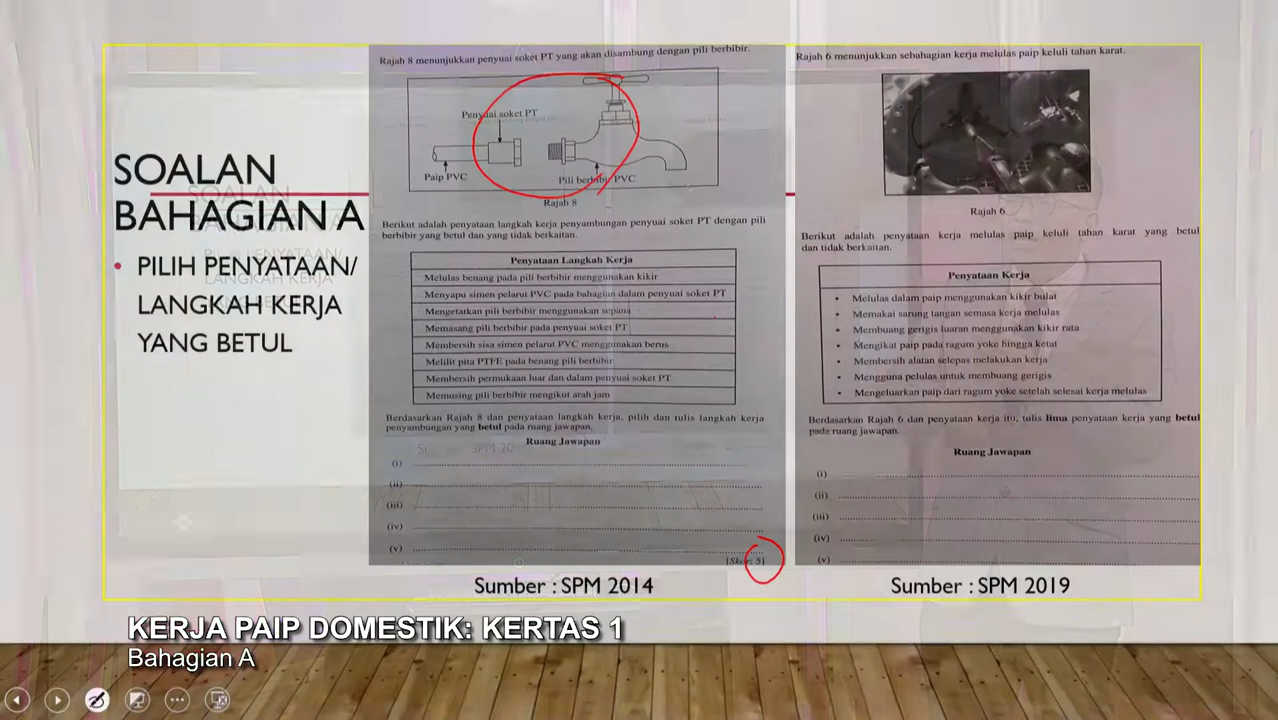 SOALAN
BAHAGIAN A
• PILIH PENYATAAN/
LANGKAH KERJA
YANG BETUL
Rajah 8 menunjukkan penyuai soket PT yang akan disambung dengan pili berbibir.
Penyuai soket PT
Paip PVC
Pili berbibir PVC
Rajah 8
Berikut adalah penyataan langkah kerja penyambungan penyuai soket PT dengan pili
berbibir yang betul dan yang tidak berkaitan.
Penyataan Langkah Kerja
Melulas benang pada pili berbibir menggunakan kikir
Menyapu simen pelarut PVC pada bahagian dalam penyuai soket PT
Mengetatkan pili berbibir menggunakan sepana
Memasang pili berbibir pada penyuai soket PT
Membersih sisa simen pelarut PVC menggunakan berus
Melilit pita PTFE pada benang pili berbibir
Membersih permukaan luar dan dalam penyuai soket PT
Memusing pili berbibir mengikut arah jam
Berdasarkan Rajah 8 dan penyataan langkah kerja, pilih dan tulis langkah kerja
penyambungan yang betul pada ruang jawapan.
Ruang Jawapan
(i)
(ii)
(iii)
(iv)
(v)
[Skor: 5]
Sumber : SPM 2014
Rajah 6 menunjukkan sebahagian kerja melulas paip keluli tahan karat.
Rajah 6
Berikut adalah penyataan kerja melulas paip keluli tahan karat yang betul
dan tidak berkaitan.
Penyataan Kerja
• Melulas dalam paip menggunakan kikir bulat
• Memakai sarung tangan semasa kerja melulas
• Membuang gerigis luaran menggunakan kikir rata
• Mengikat paip pada ragum yoke hingga ketat
• Membersih alatan selepas melakukan kerja
• Mengguna pelulas untuk membuang gerigis
• Mengeluarkan paip dari ragum yoke setelah selesai kerja melulas
Berdasarkan Rajah 6 dan penyataan kerja itu, tulis lima penyataan kerja yang betul
pada ruang jawapan.
Ruang Jawapan
(i)
(ii)
(iii)
(iv)
(v)
Sumber : SPM 2019
KERJA PAIP DOMESTIK: KERTAS 1
Bahagian A